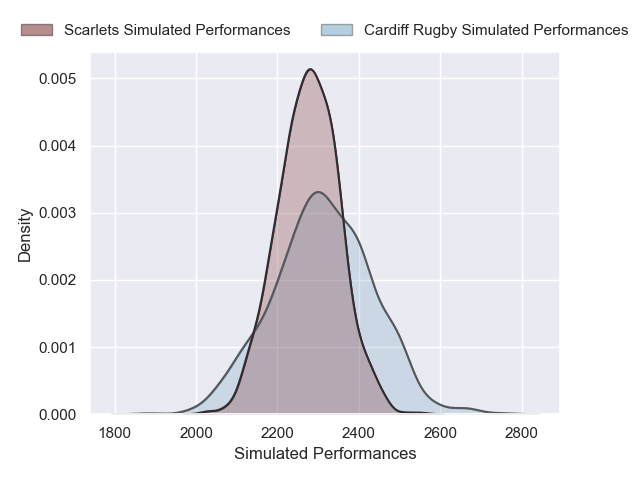 Scarlets Simulated Performances Cardiff Rugby Simulated Performances
0.005
0.004
0.003
0.002
0.001
0.000
Density
1800 2000 2200 2400 2600 2800
Simulated Performances